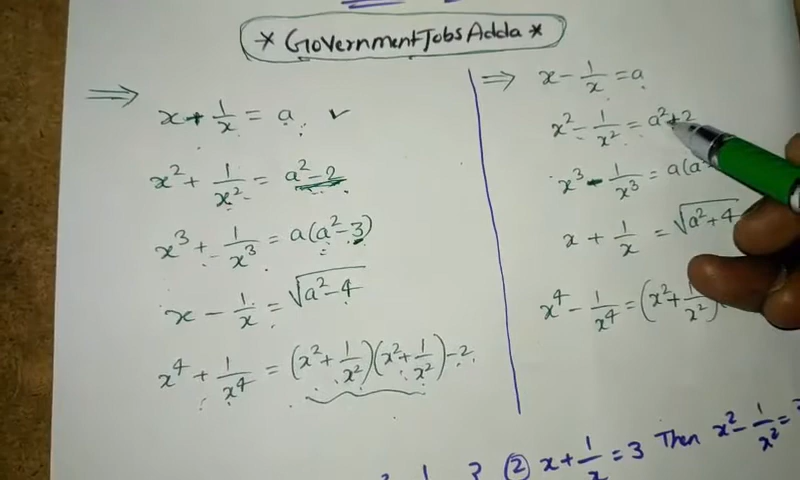 * GovernmentJobsAdda *
⇒ x + 1/x = a ✓
x² + 1/x² = a² - 2
x³ + 1/x³ = a(a² - 3)
x - 1/x = √(a² - 4)
x⁴ + 1/x⁴ = (x² + 1/x²)(x² + 1/x²) - 2
⇒ x - 1/x = a
x² - 1/x² = a² + 2
x³ - 1/x³ = a(a²
x + 1/x = √(a² + 4)
x⁴ - 1/x⁴ = (x² + 1/x²)(
② x + 1/x = 3 Then x² - 1/x² = ?